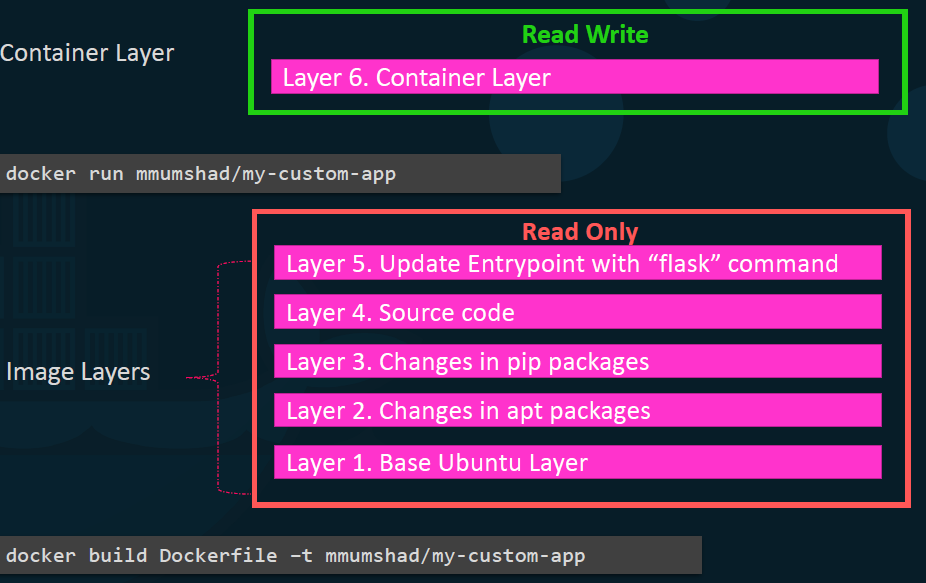 Read Write
Container Layer
Layer 6. Container Layer
docker run mmumshad/my-custom-app
Read Only
Layer 5. Update Entrypoint with “flask” command
Layer 4. Source code
Layer 3. Changes in pip packages
Image Layers
Layer 2. Changes in apt packages
Layer 1. Base Ubuntu Layer
docker build Dockerfile –t mmumshad/my-custom-app